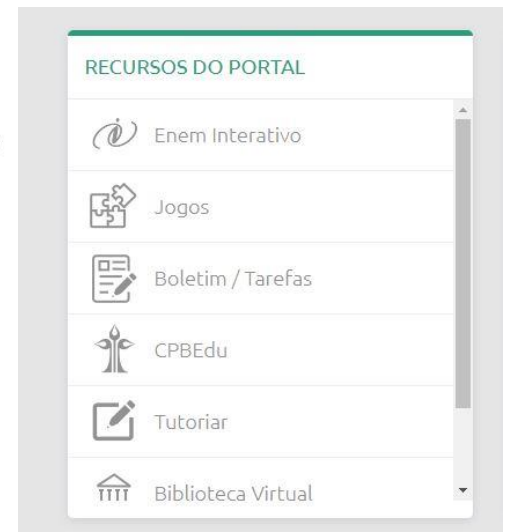 RECURSOS DO PORTAL
Enem Interativo
Jogos
Boletim / Tarefas
CPBEdu
Tutoriar
Biblioteca Virtual